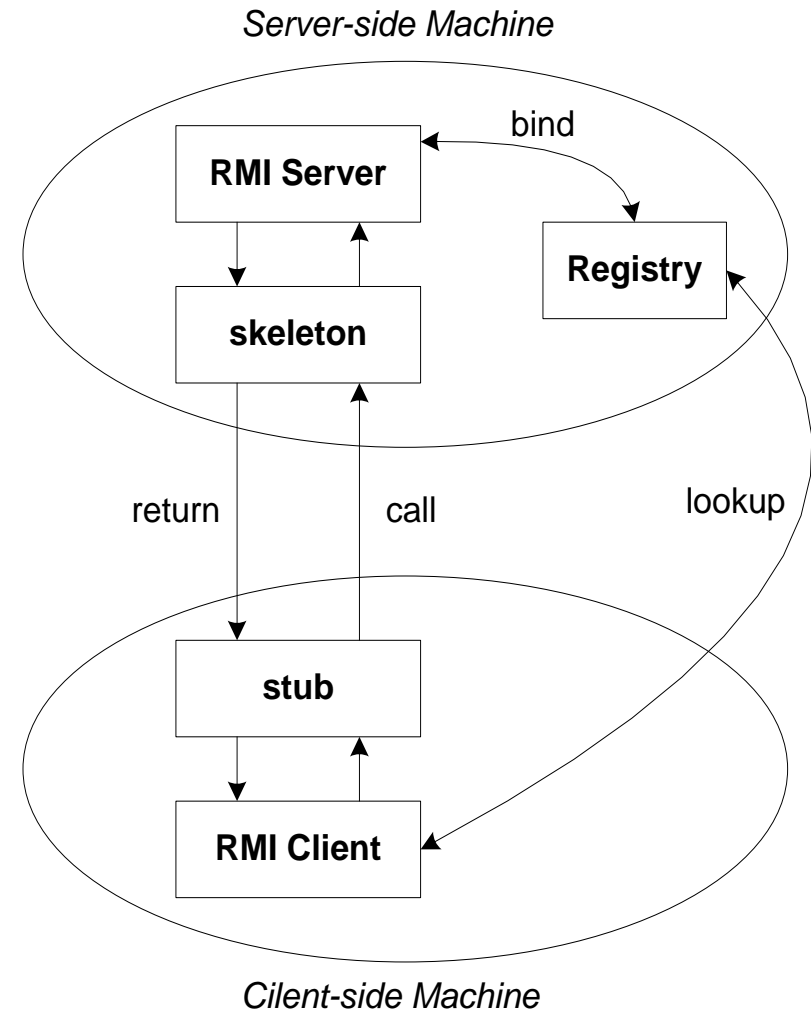 Server-side Machine
bind
RMI Server
Registry
skeleton
return
call
lookup
stub
RMI Client
Cilent-side Machine